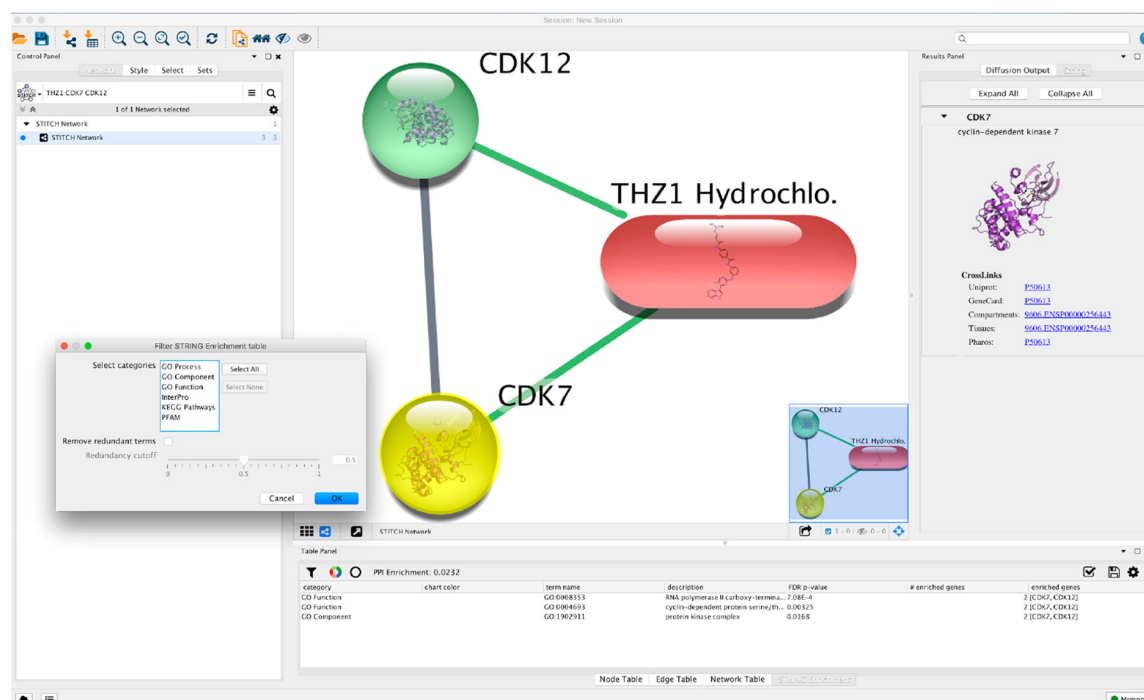 Session: New Session
Control Panel
Style Select Sets
THZ1 CDK7 CDK12
1 of 1 Network selected
STITCH Network 1
STITCH Network 3 3
CDK12
THZ1 Hydrochlo.
CDK7
Results Panel
Diffusion Output String
Expand All Collapse All
CDK7
cyclin-dependent kinase 7
CrossLinks
Uniprot: P50613
GeneCard: P50613
Compartments: 9606.ENSP00000256443
Tissues: 9606.ENSP00000256443
Pharos: P50613
Filter STRING Enrichment table
Select categories
GO Process
GO Component
GO Function
InterPro
KEGG Pathways
PFAM
Select All
Select None
Remove redundant terms
Redundancy cutoff 0.5
0 0.5 1
Cancel OK
CDK12
THZ1 Hydrochlo.
CDK7
STITCH Network 1 - 0 0 - 0
Table Panel
PPI Enrichment: 0.0232
category chart color term name description FDR p-value # enriched genes enriched genes
GO Function GO:0008353 RNA polymerase II carboxy-termina... 7.08E-4 2 [CDK7, CDK12]
GO Function GO:0004693 cyclin-dependent protein serine/th... 0.00325 2 [CDK7, CDK12]
GO Component GO:1902911 protein kinase complex 0.0168 2 [CDK7, CDK12]
Node Table Edge Table Network Table STRING Enrichment